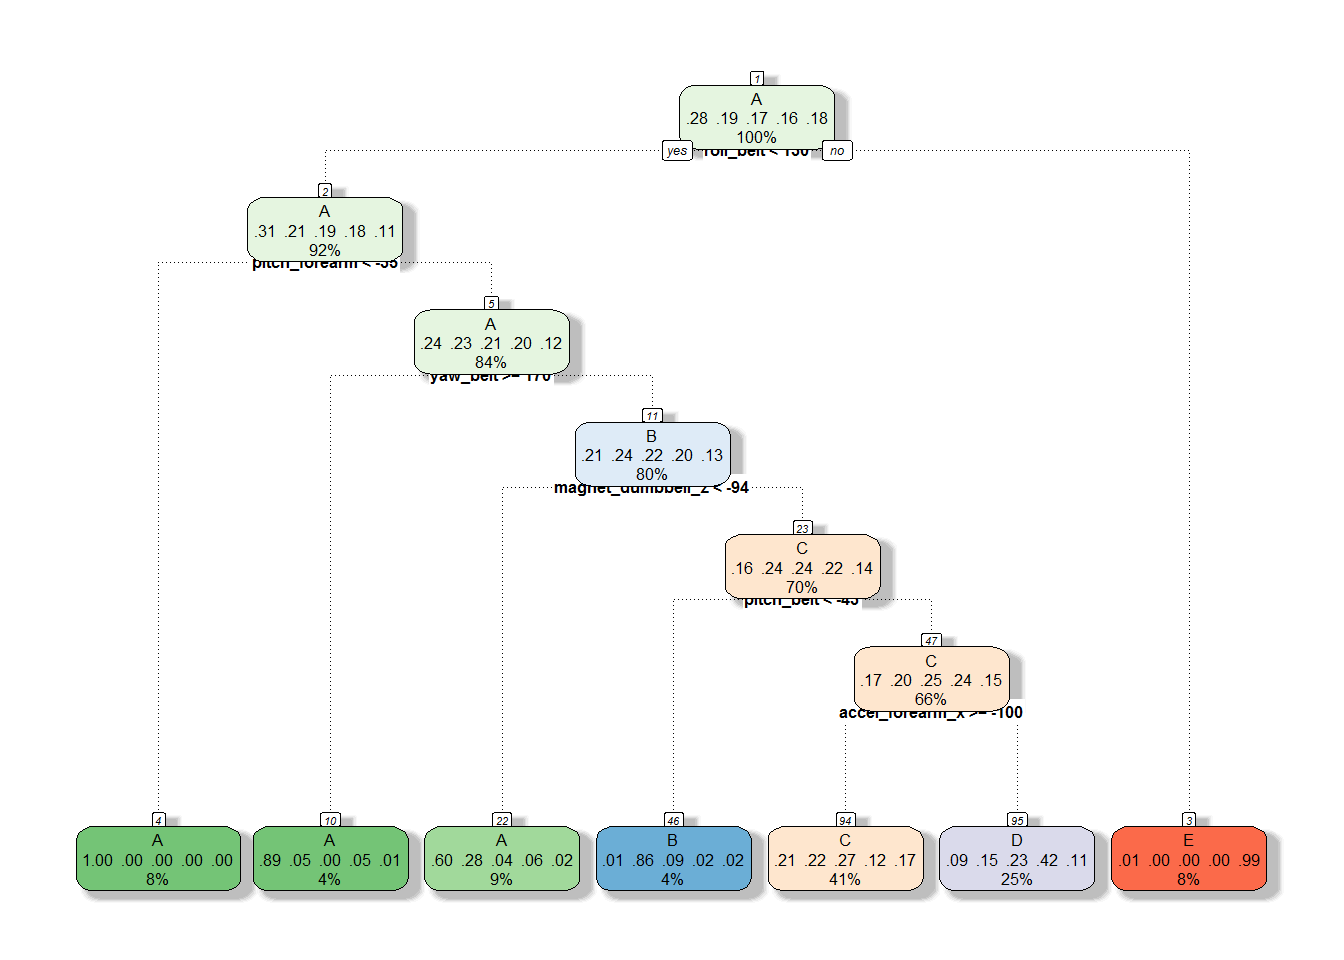 1
A
.28 .19 .17 .16 .18
100%
yes roll_belt < 130 no
2
A
.31 .21 .19 .18 .11
92%
pitch_forearm < -35
5
A
.24 .23 .21 .20 .12
84%
yaw_belt >= 170
11
B
.21 .24 .22 .20 .13
80%
magnet_dumbbell_z < -94
23
C
.16 .24 .24 .22 .14
70%
pitch_belt < -43
47
C
.17 .20 .25 .24 .15
66%
accel_forearm_x >= -100
4
A
1.00 .00 .00 .00 .00
8%
10
A
.89 .05 .00 .05 .01
4%
22
A
.60 .28 .04 .06 .02
9%
46
B
.01 .86 .09 .02 .02
4%
94
C
.21 .22 .27 .12 .17
41%
95
D
.09 .15 .23 .42 .11
25%
3
E
.01 .00 .00 .00 .99
8%